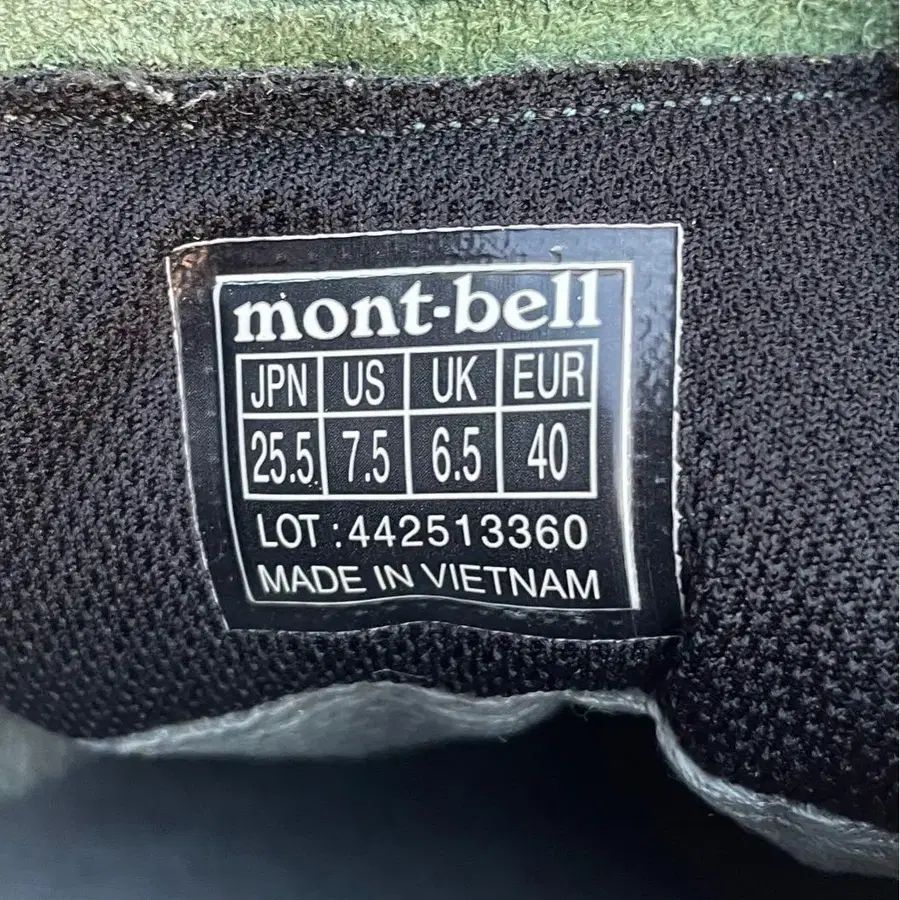 mont-bell
JPN US UK EUR
25.5 7.5 6.5 40
LOT : 442513360
MADE IN VIETNAM